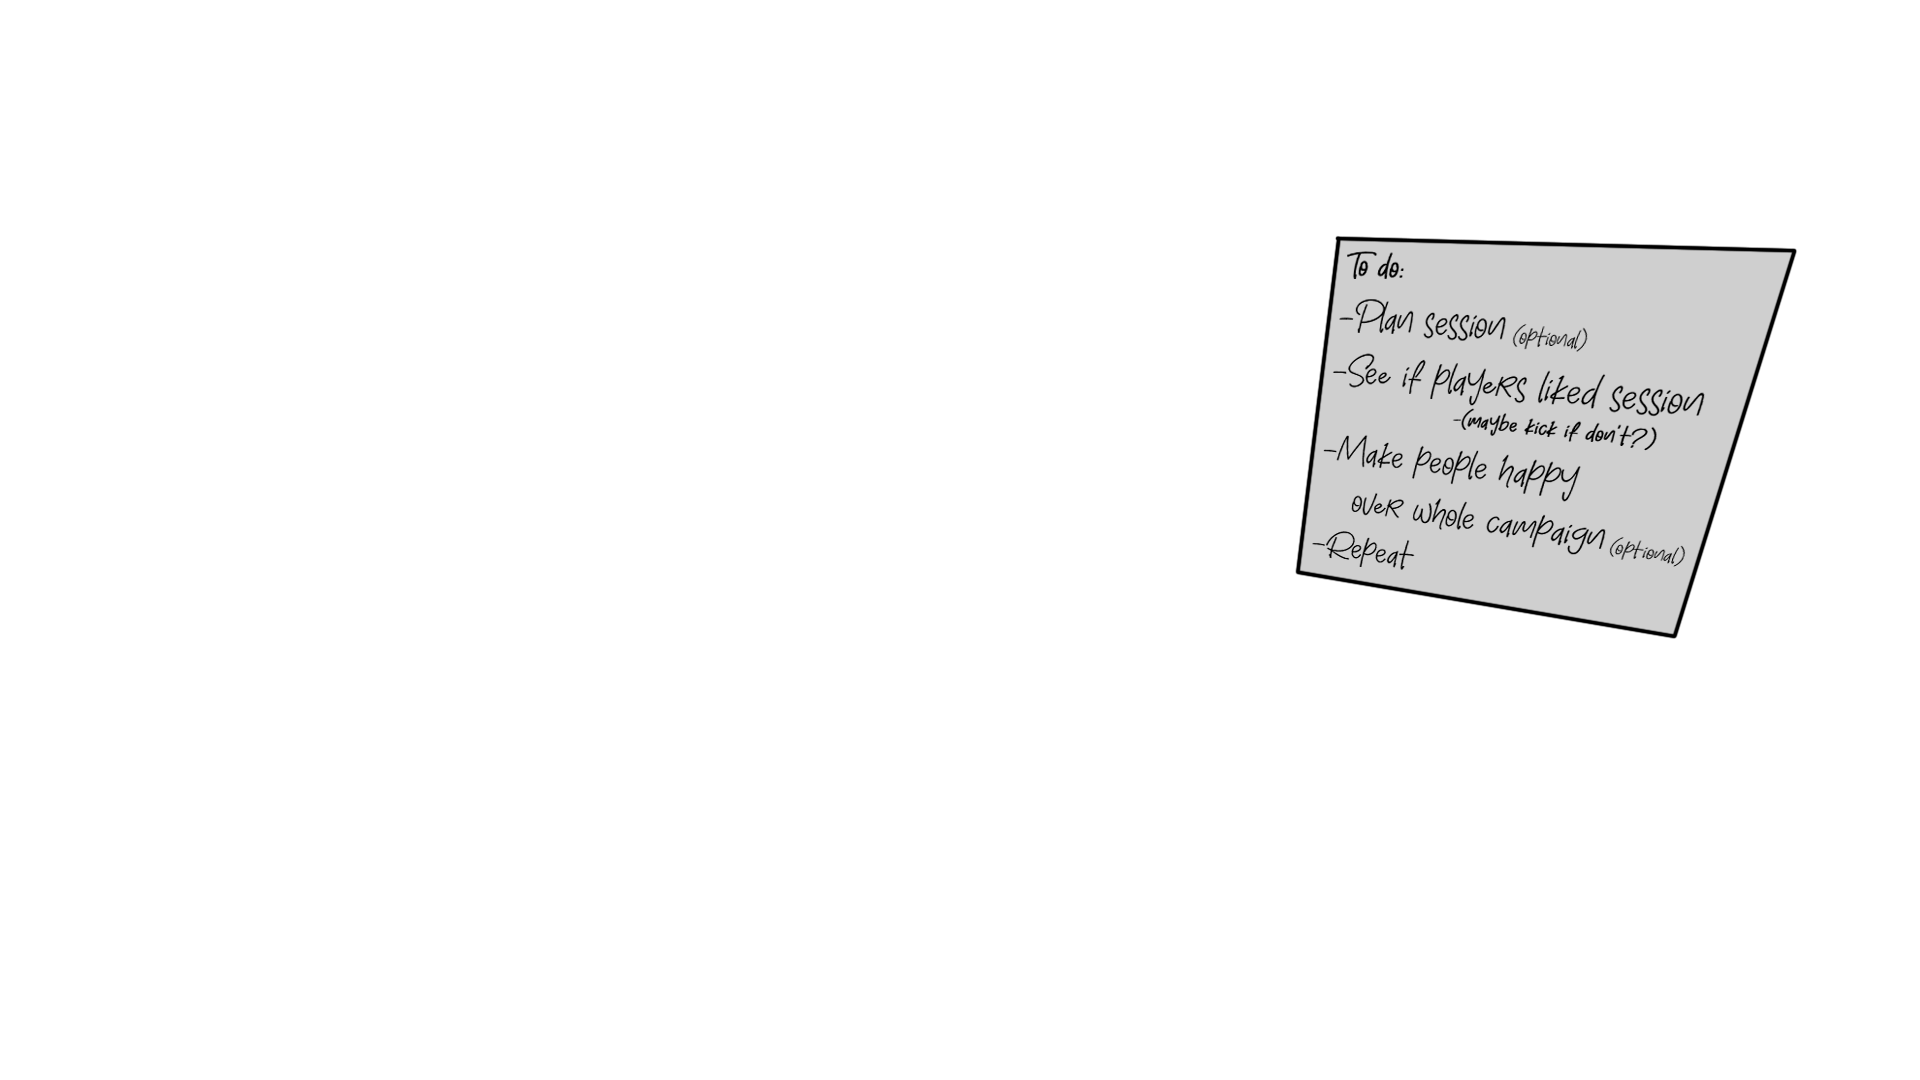 To do:
-Plan session (optional)
-See if players liked session
-(maybe kick if don't?)
-Make people happy
over whole campaign (optional)
-Repeat